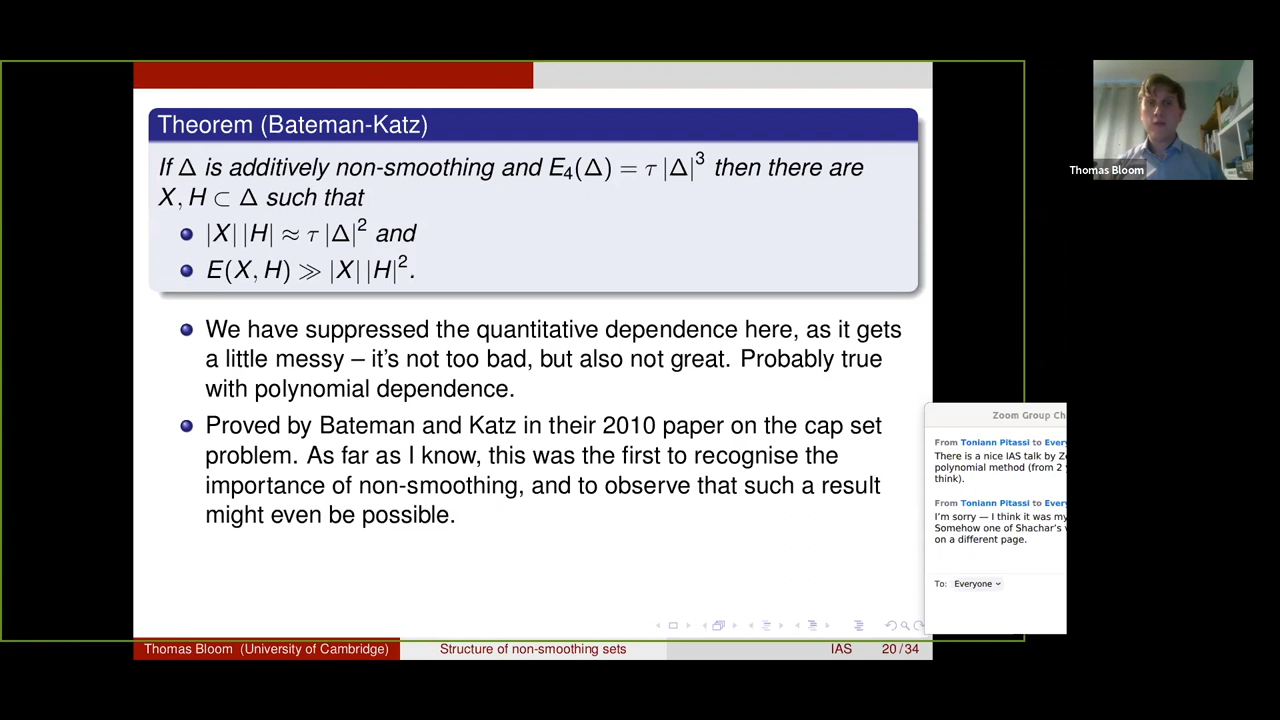 Theorem (Bateman-Katz)
If Δ is additively non-smoothing and E₄(Δ) = τ |Δ|³ then there are
X, H ⊂ Δ such that
|X| |H| ≈ τ |Δ|² and
E(X, H) ≫ |X| |H|².
We have suppressed the quantitative dependence here, as it gets
a little messy – it's not too bad, but also not great. Probably true
with polynomial dependence.
Proved by Bateman and Katz in their 2010 paper on the cap set
problem. As far as I know, this was the first to recognise the
importance of non-smoothing, and to observe that such a result
might even be possible.
Thomas Bloom (University of Cambridge)
Structure of non-smoothing sets
IAS
20 / 34
Thomas Bloom
Zoom Group Ch
From Toniann Pitassi to Every
There is a nice IAS talk by Z
polynomial method (from 2
think).
From Toniann Pitassi to Every
I'm sorry — I think it was my
Somehow one of Shachar's
on a different page.
To: Everyone